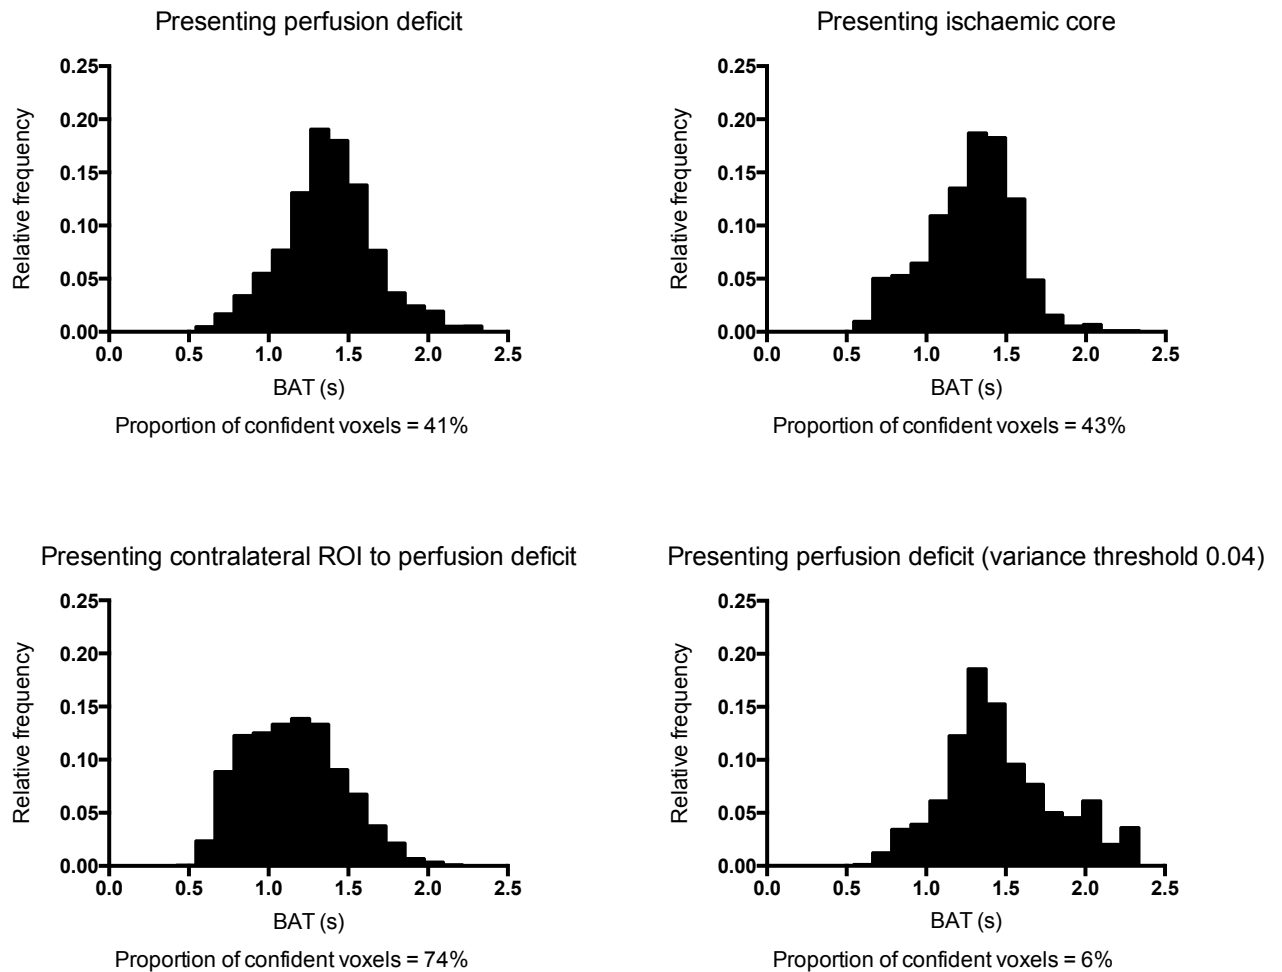 Presenting perfusion deficit
0.25
0.20
0.15
0.10
0.05
0.00
Relative frequency
0.0 0.5 1.0 1.5 2.0 2.5
BAT (s)
Proportion of confident voxels = 41%
Presenting ischaemic core
0.25
0.20
0.15
0.10
0.05
0.00
Relative frequency
0.0 0.5 1.0 1.5 2.0 2.5
BAT (s)
Proportion of confident voxels = 43%
Presenting contralateral ROI to perfusion deficit
0.25
0.20
0.15
0.10
0.05
0.00
Relative frequency
0.0 0.5 1.0 1.5 2.0 2.5
BAT (s)
Proportion of confident voxels = 74%
Presenting perfusion deficit (variance threshold 0.04)
0.25
0.20
0.15
0.10
0.05
0.00
Relative frequency
0.0 0.5 1.0 1.5 2.0 2.5
BAT (s)
Proportion of confident voxels = 6%